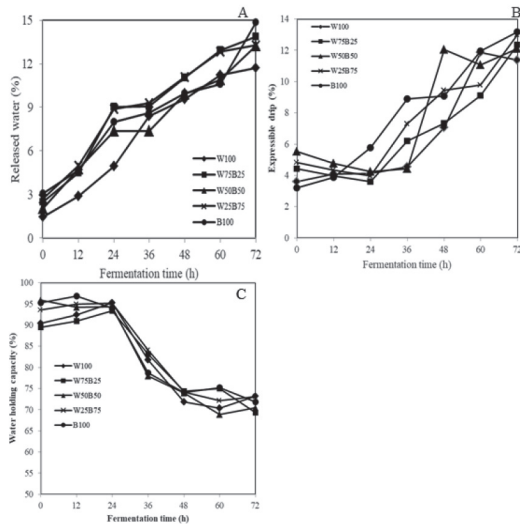 A
Released water (%)
15
12
9
6
3
0
W100
W75B25
W50B50
W25B75
B100
0 12 24 36 48 60 72
Fermentation time (h)
B
Expressible drip (%)
16
14
12
10
8
6
4
2
0
W100
W75B25
W50B50
W25B75
B100
0 12 24 36 48 60 72
Fermentation time (h)
C
Water holding capacity (%)
100
95
90
85
80
75
70
65
60
55
50
W100
W75B25
W50B50
W25B75
B100
0 12 24 36 48 60 72
Fermentation time (h)